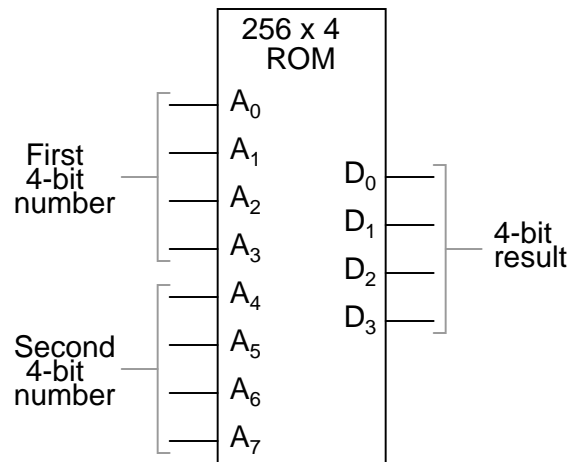 256 x 4
ROM
A0
A1
A2
A3
A4
A5
A6
A7
First
4-bit
number
Second
4-bit
number
D0
D1
D2
D3
4-bit
result